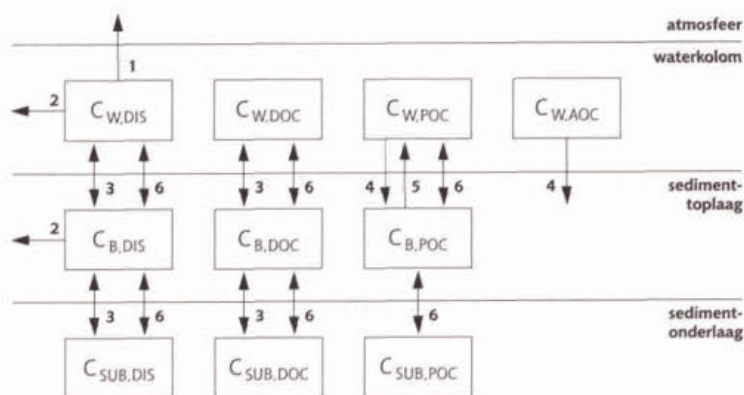 atmosfeer
waterkolom
1
2
C W,DIS
C W,DOC
C W,POC
C W,AOC
3
6
3
6
4
5
6
4
sediment-
toplaag
2
C B,DIS
C B,DOC
C B,POC
3
6
3
6
6
sediment-
onderlaag
C SUB,DIS
C SUB,DOC
C SUB,POC